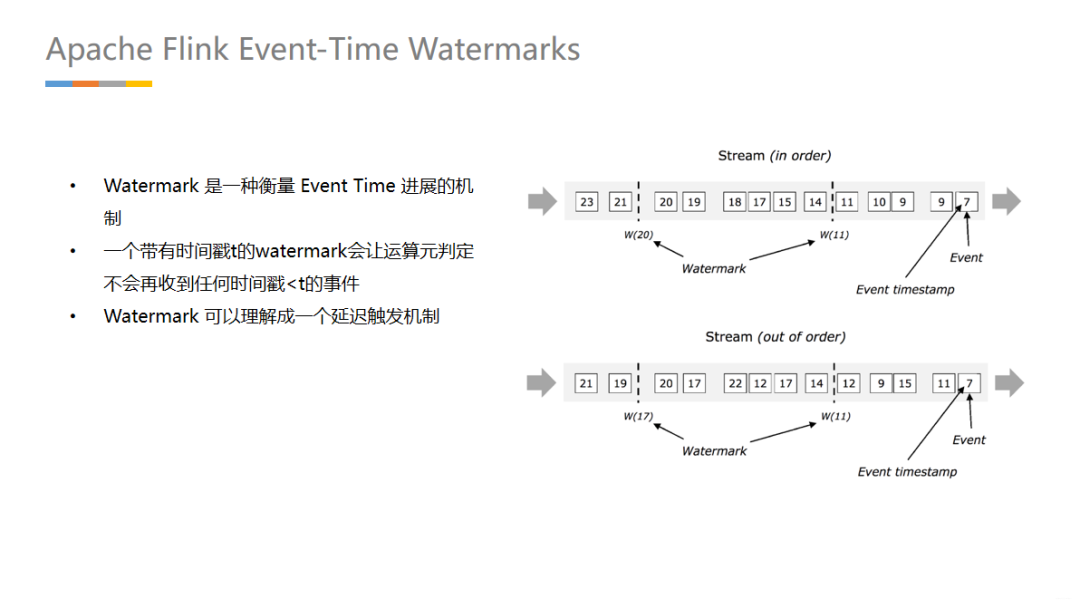 Apache Flink Event-Time Watermarks
• Watermark 是一种衡量 Event Time 进展的机
制
• 一个带有时间戳t的watermark会让运算元判定
不会再收到任何时间戳<t的事件
• Watermark 可以理解成一个延迟触发机制
Stream (in order)
23 21 20 19 18 17 15 14 11 10 9 9 7
W(20) W(11)
Watermark
Event
Event timestamp
Stream (out of order)
21 19 20 17 22 12 17 14 12 9 15 11 7
W(17) W(11)
Watermark
Event
Event timestamp